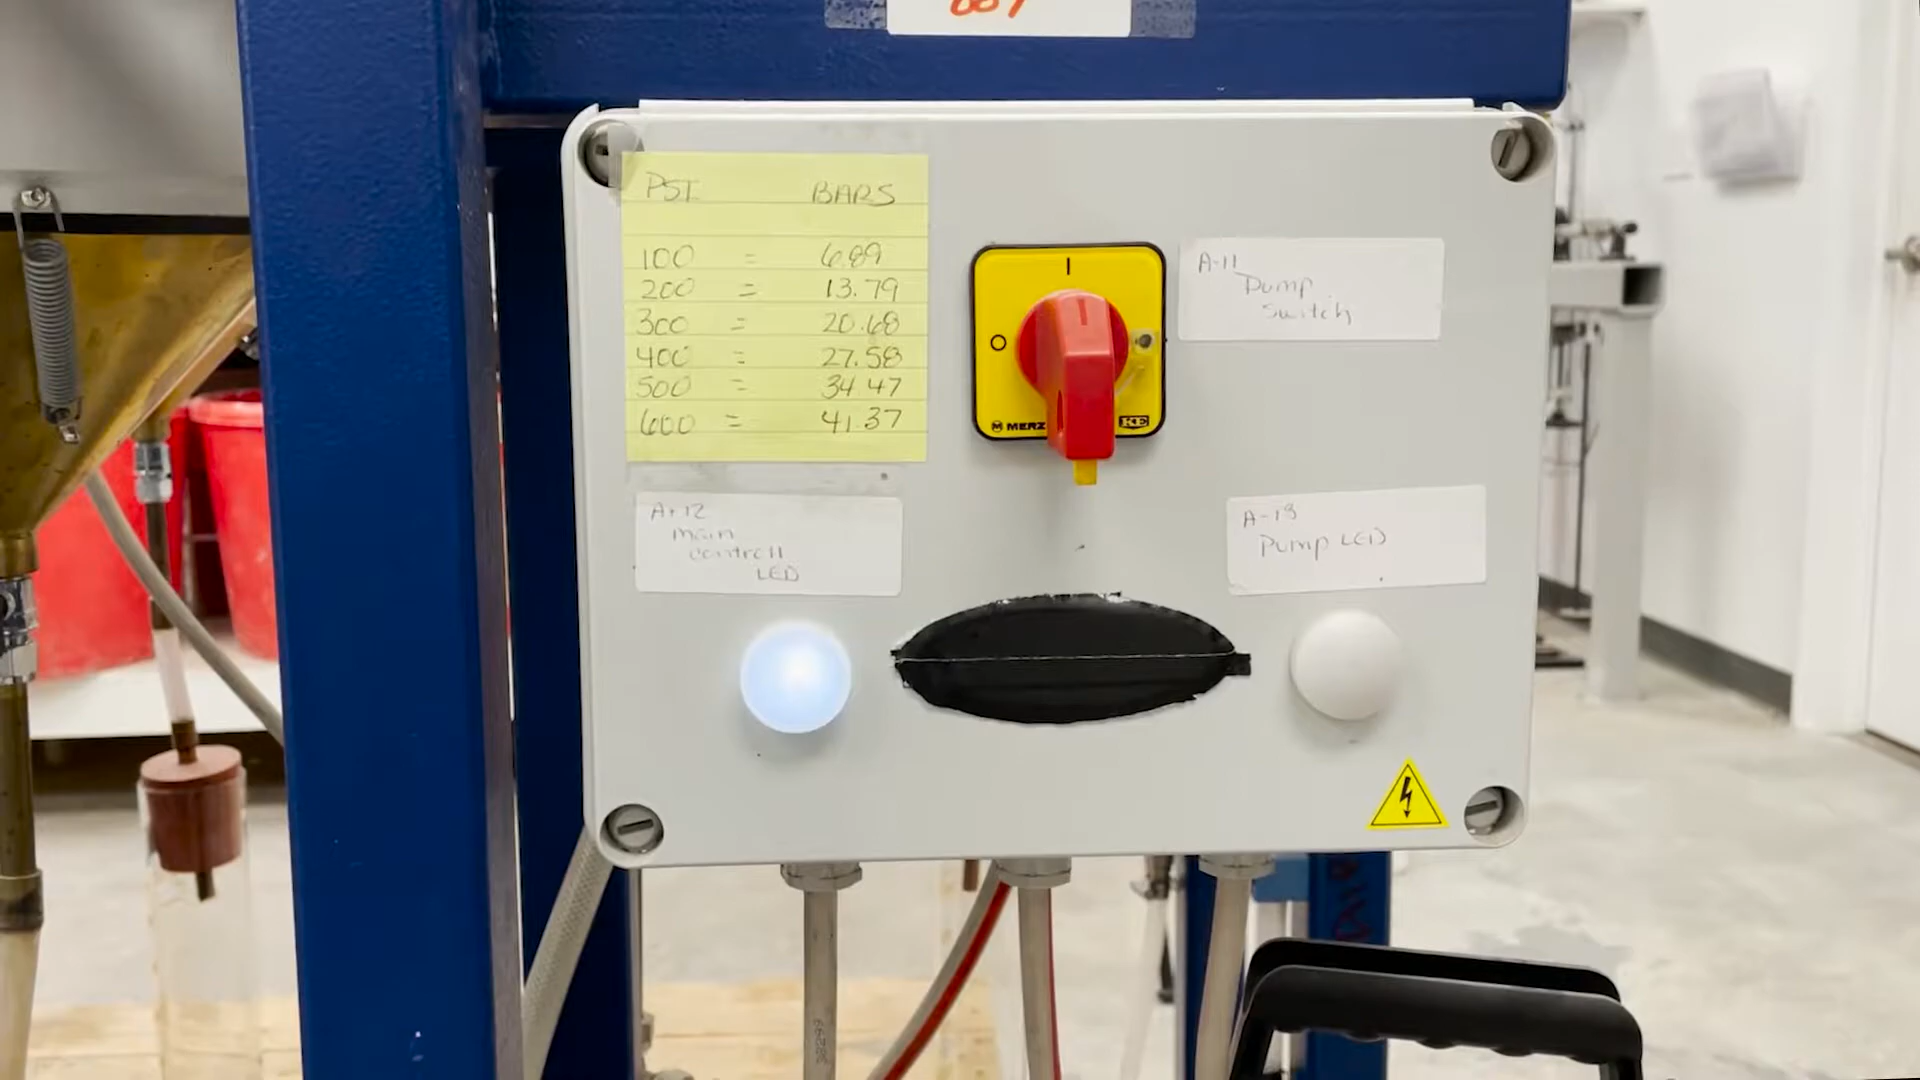 PSI BARS
100 = 6.89
200 = 13.79
300 = 20.68
400 = 27.58
500 = 34.47
600 = 41.37
I
O
MERZ
KE
A-11
Pump
Switch
A-12
Main
controll
LED
A-13
Pump LED